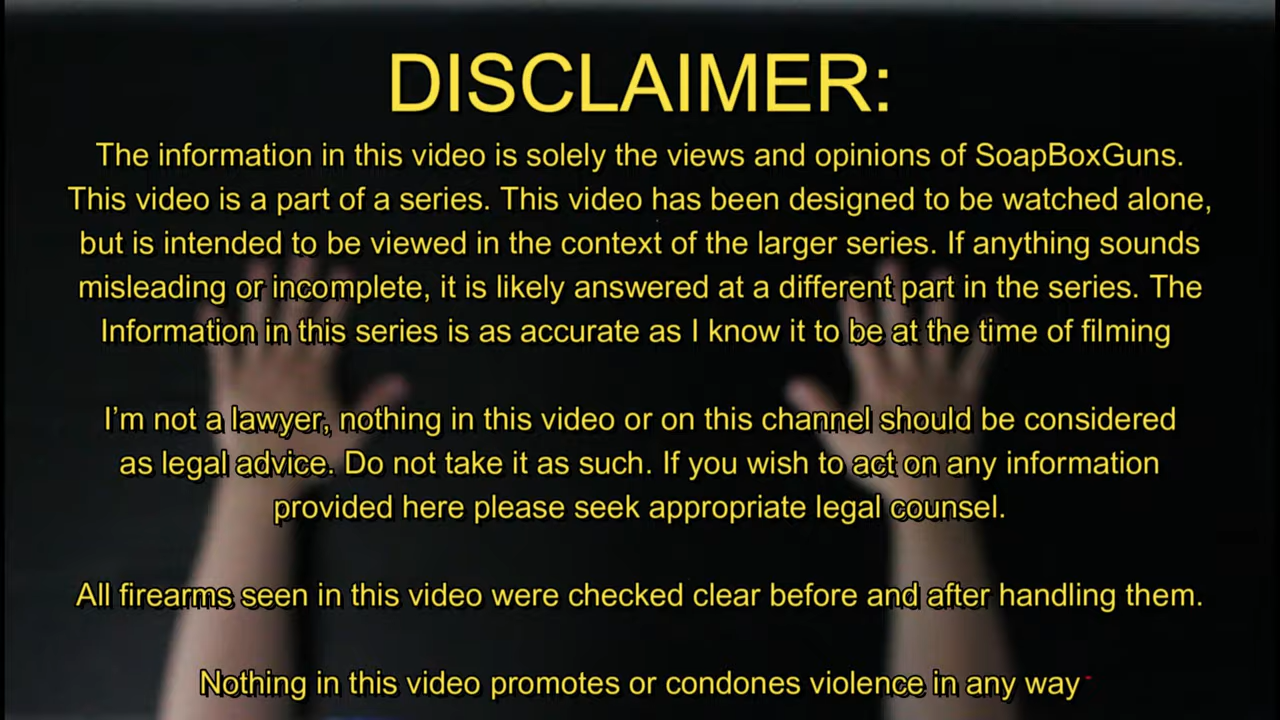 DISCLAIMER:
The information in this video is solely the views and opinions of SoapBoxGuns.
This video is a part of a series. This video has been designed to be watched alone,
but is intended to be viewed in the context of the larger series. If anything sounds
misleading or incomplete, it is likely answered at a different part in the series. The
Information in this series is as accurate as I know it to be at the time of filming
I'm not a lawyer, nothing in this video or on this channel should be considered
as legal advice. Do not take it as such. If you wish to act on any information
provided here please seek appropriate legal counsel.
All firearms seen in this video were checked clear before and after handling them.
Nothing in this video promotes or condones violence in any way